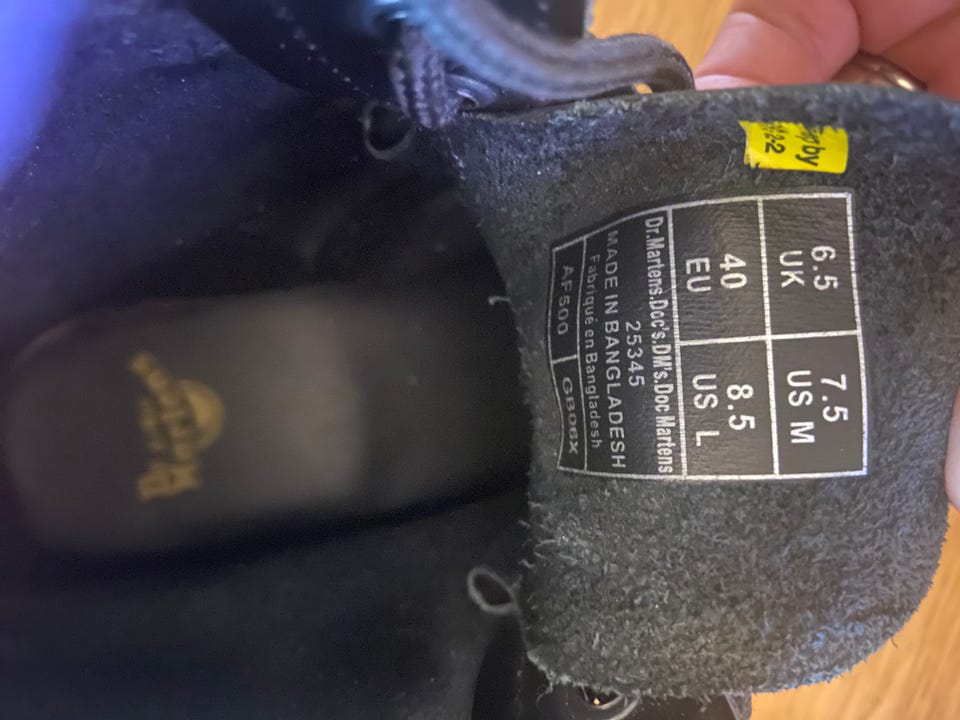 6.5
UK
7.5
US M
40
EU
8.5
US L
Dr.Martens.Doc's.DM's.Doc Martens
25345
MADE IN BANGLADESH
Fabriqué en Bangladesh
AF500
GB06X